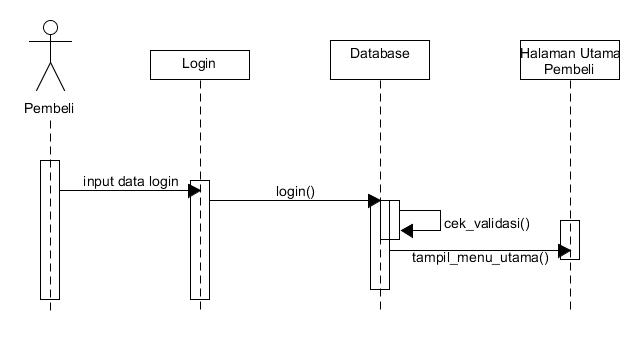 Pembeli
Login
Database
Halaman Utama
Pembeli
input data login
login()
cek_validasi()
tampil_menu_utama()